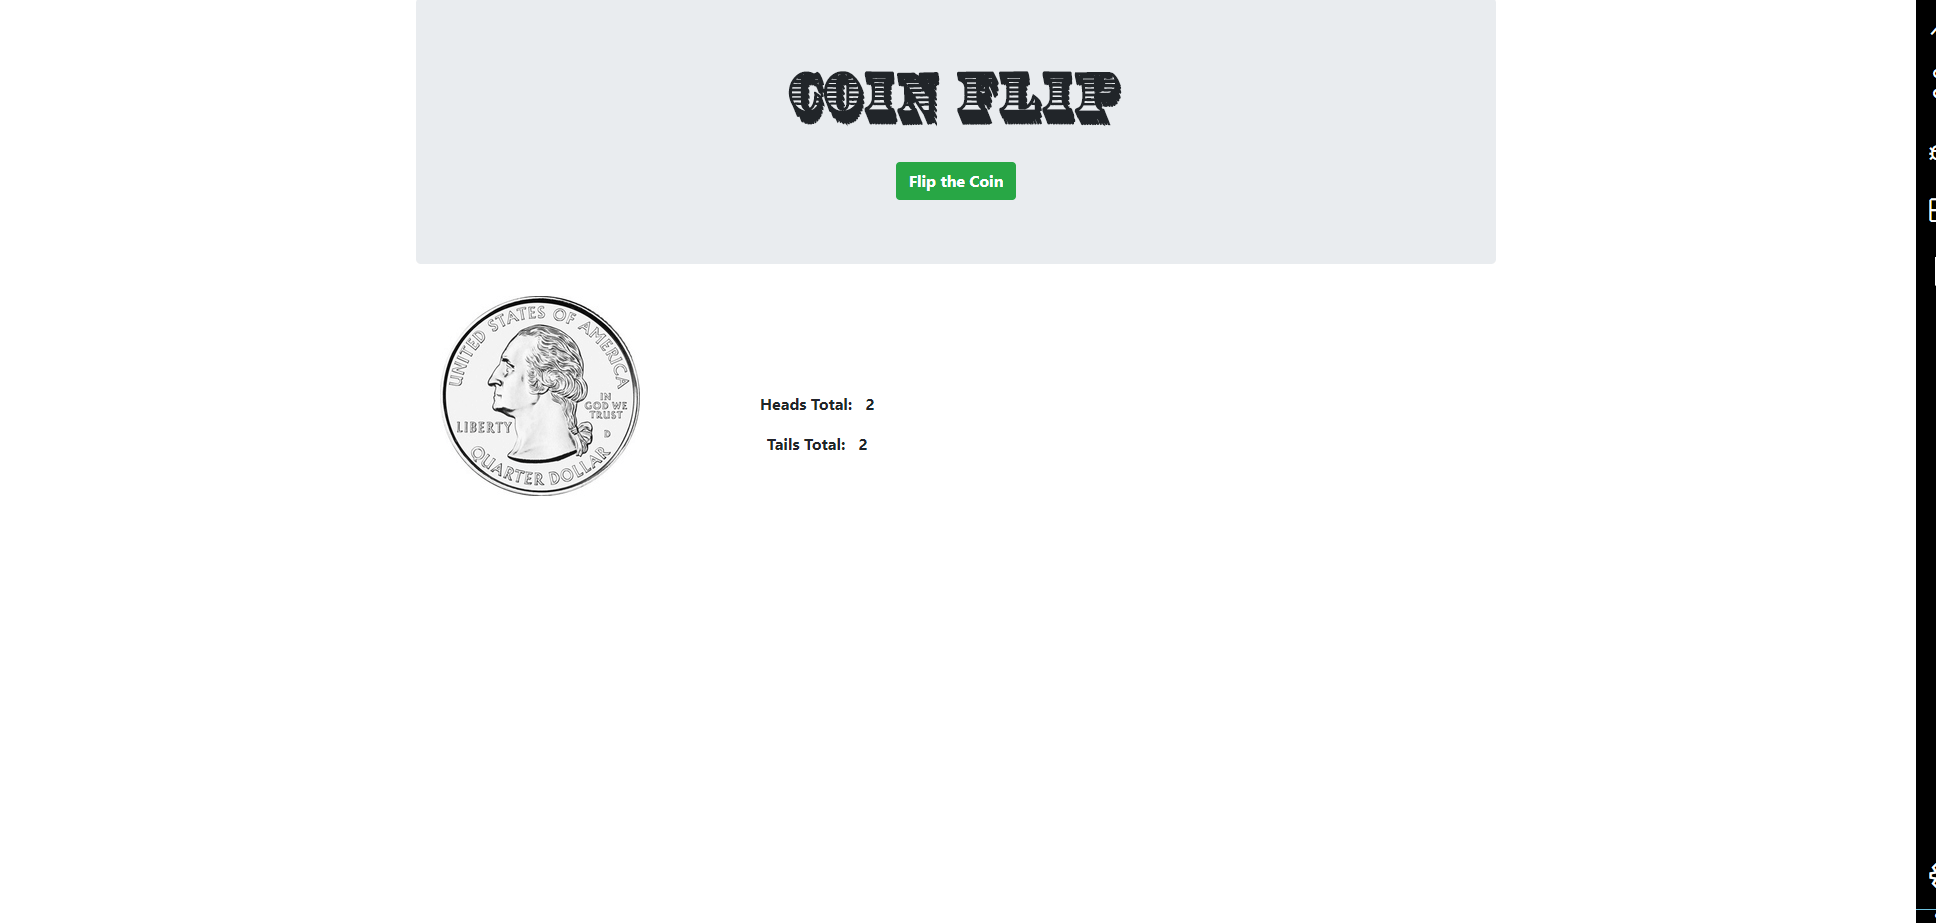 COIN FLIP
Flip the Coin
UNITED STATES OF AMERICA
IN
GOD WE
TRUST
LIBERTY
D
QUARTER DOLLAR
Heads Total: 2
Tails Total: 2